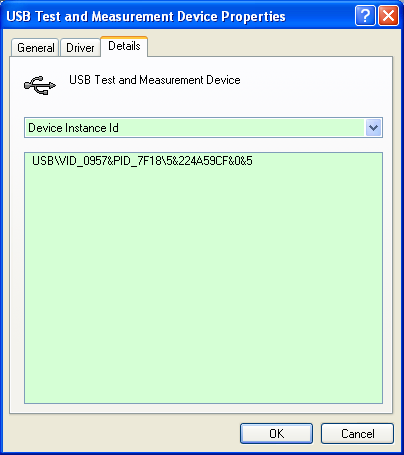 USB Test and Measurement Device Properties
General Driver Details
USB Test and Measurement Device
Device Instance Id
USB\VID_0957&PID_7F18\5&224A59CF&0&5
OK Cancel